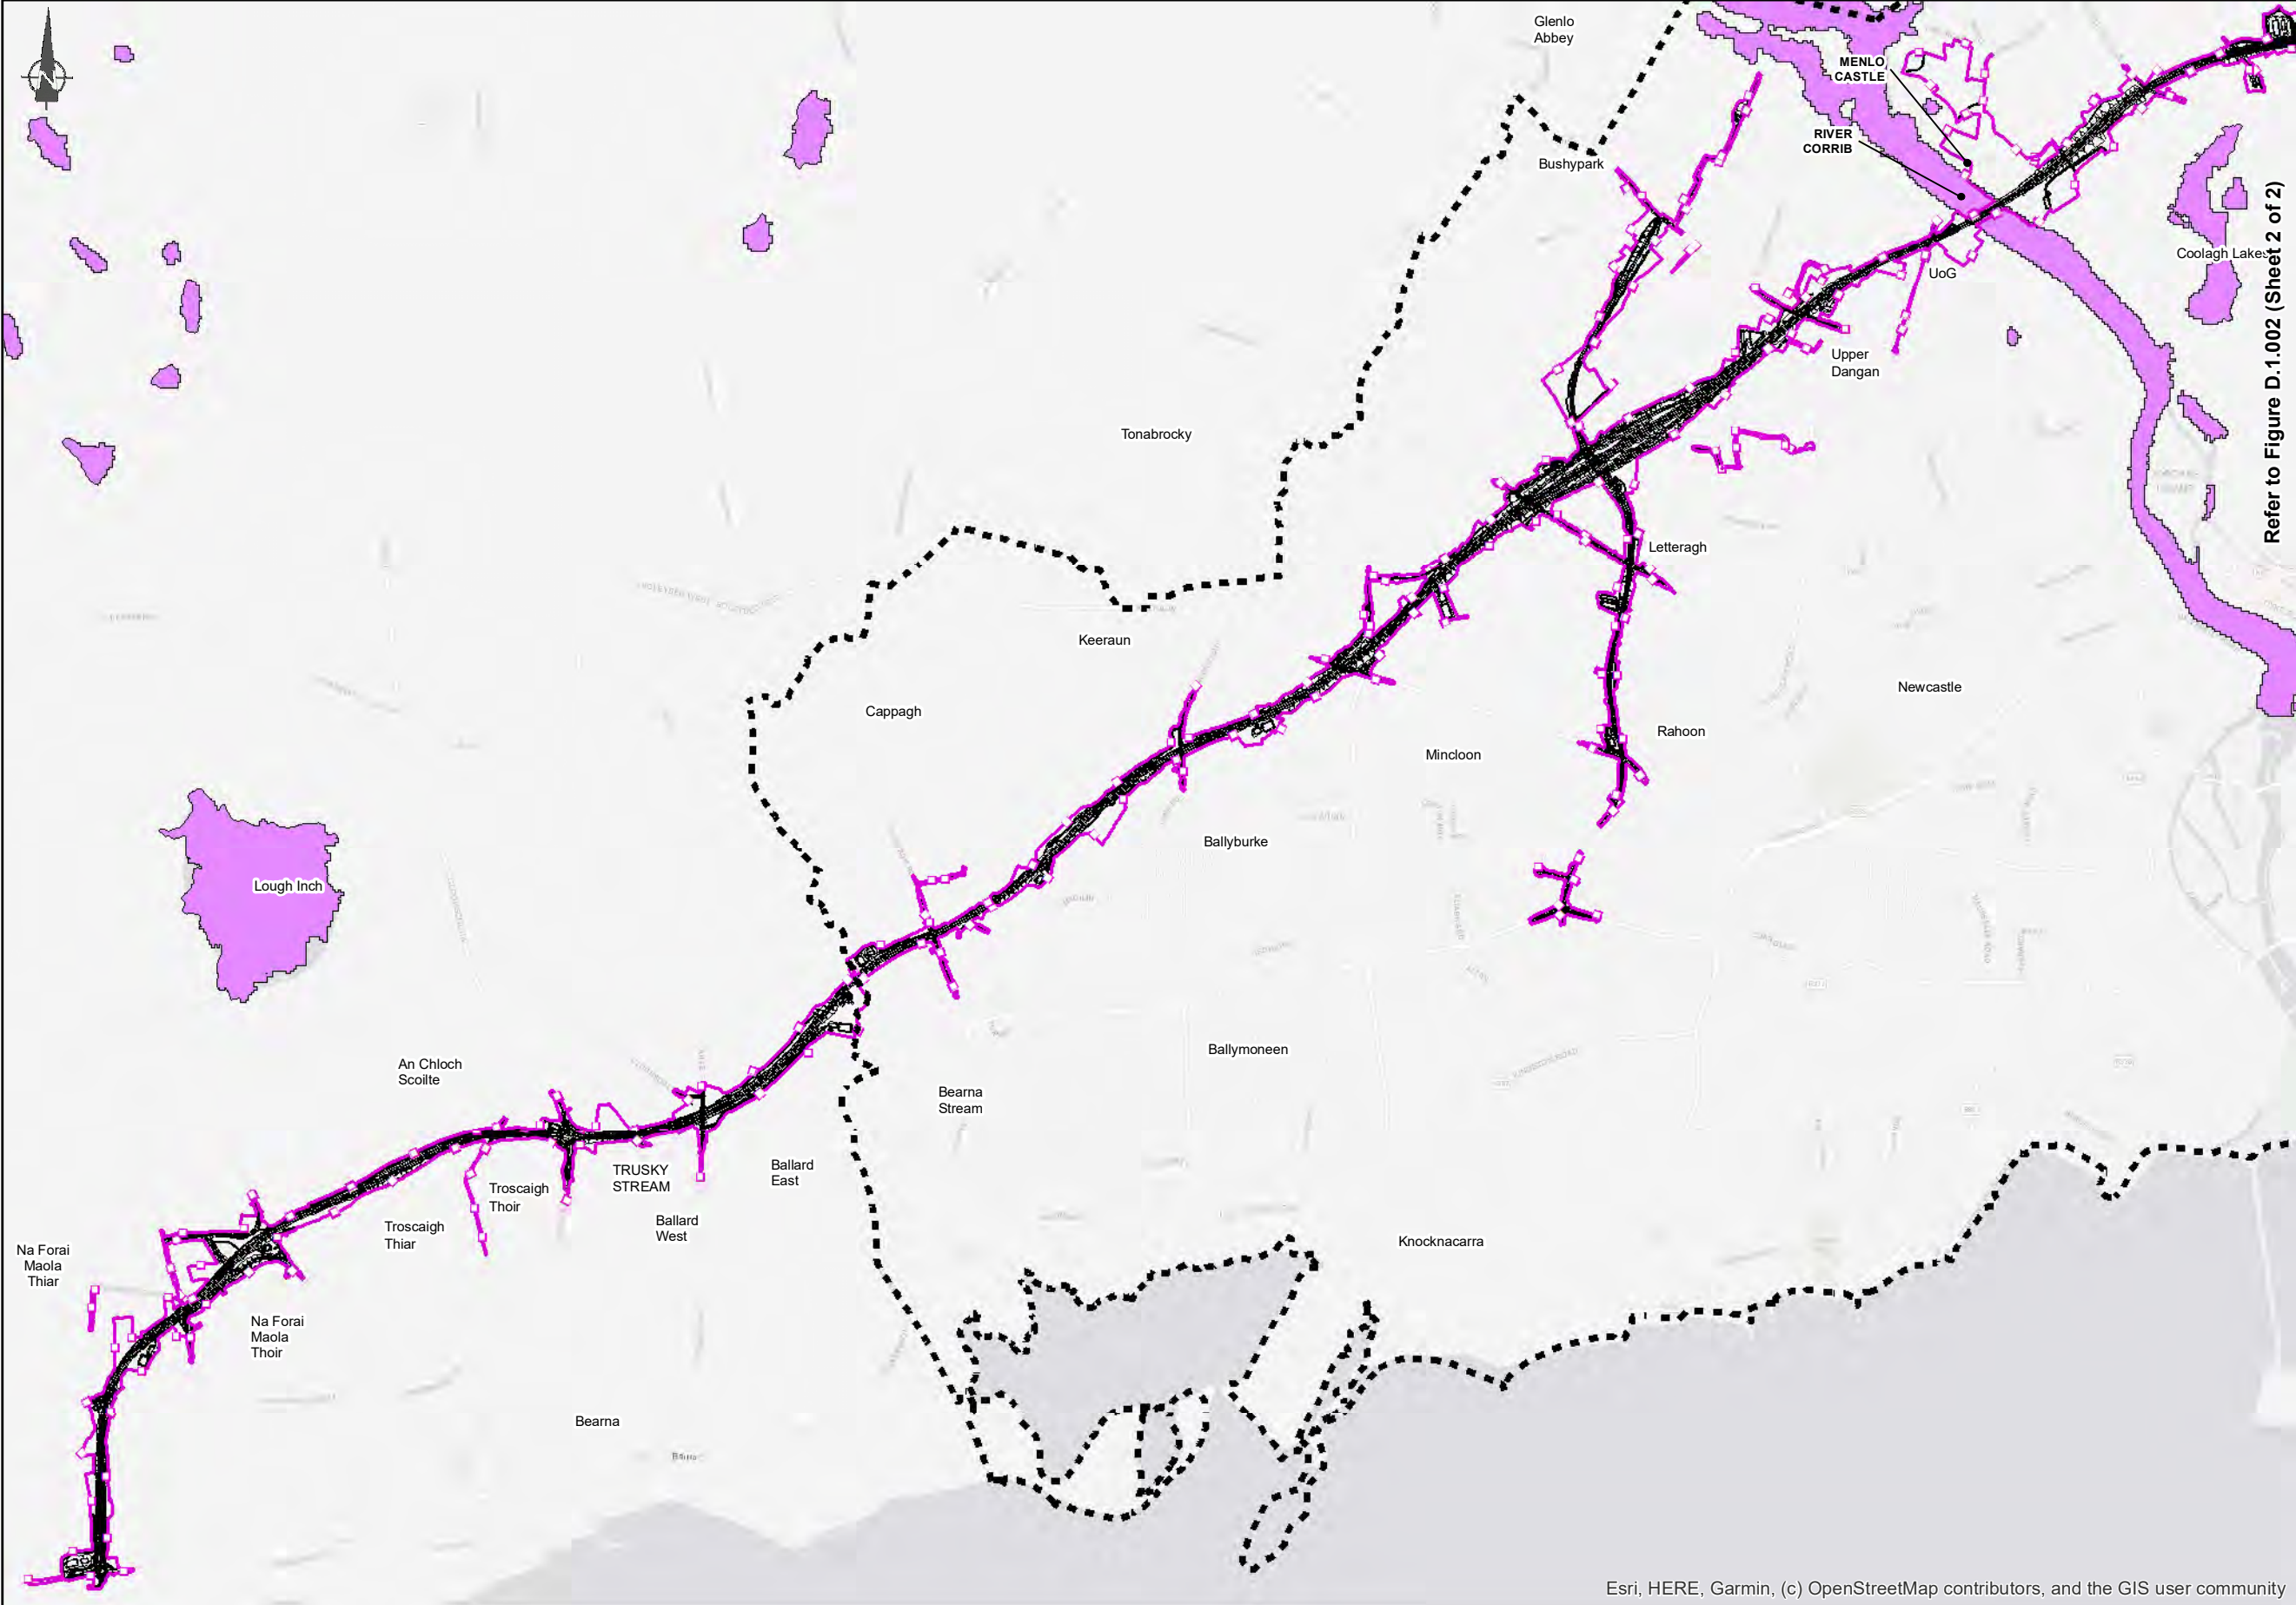 Glenlo
Abbey
MENLO
CASTLE
RIVER
CORRIB
Bushypark
Coolagh Lakes
UoG
Refer to Figure D.1.002 (Sheet 2 of 2)
Upper
Dangan
Tonabrocky
Letteragh
Keeraun
Newcastle
Cappagh
Rahoon
Mincloon
Ballyburke
Lough Inch
Ballymoneen
An Chloch
Scoilte
Bearna
Stream
Ballard
East
TRUSKY
STREAM
Troscaigh
Thoir
Ballard
West
Troscaigh
Thiar
Knocknacarra
Na Forai
Maola
Thiar
Na Forai
Maola
Thoir
Bearna
Esri, HERE, Garmin, (c) OpenStreetMap contributors, and the GIS user community